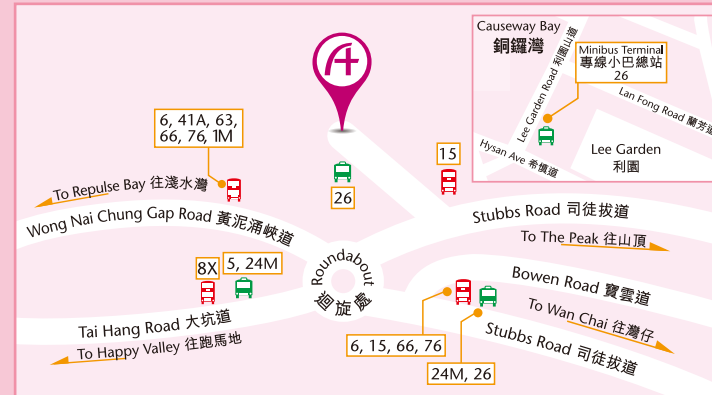 Causeway Bay
銅鑼灣
Minibus Terminal
專線小巴總站
26
Lee Garden Road 利園山道
Lan Fong Road 蘭芳道
Hysan Ave 希慎道
Lee Garden
利園
6, 41A, 63,
66, 76, 1M
15
26
To Repulse Bay 往淺水灣
Wong Nai Chung Gap Road 黃泥涌峽道
Stubbs Road 司徒拔道
To The Peak 往山頂
Roundabout
迴旋處
8X
5, 24M
Bowen Road 寶雲道
Tai Hang Road 大坑道
To Happy Valley 往跑馬地
To Wan Chai 往灣仔
Stubbs Road 司徒拔道
6, 15, 66, 76
24M, 26